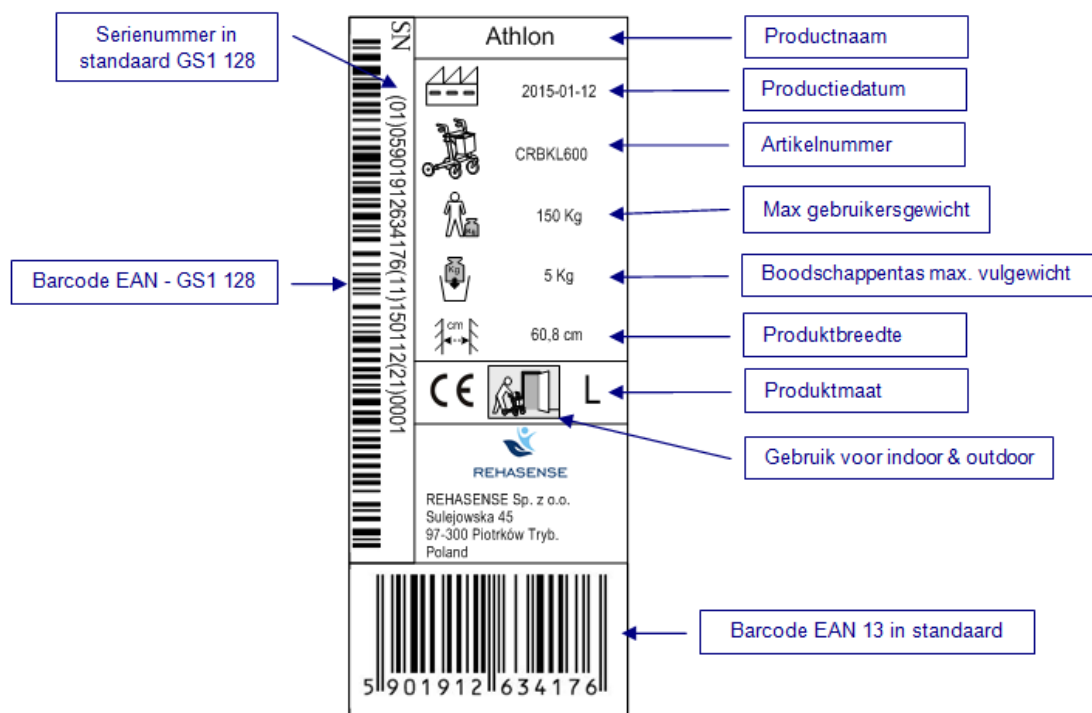 Serienummer in
standaard GS1 128
Barcode EAN - GS1 128
SN
(01)05901912634176(11)150112(21)0001
Athlon
2015-01-12
CRBKL600
Kg
150 Kg
Kg
5 Kg
cm
60,8 cm
CE
L
REHASENSE
REHASENSE Sp. z o.o.
Sulejowska 45
97-300 Piotrków Tryb.
Poland
5 901912 634176
Productnaam
Productiedatum
Artikelnummer
Max gebruikersgewicht
Boodschappentas max. vulgewicht
Produktbreedte
Produktmaat
Gebruik voor indoor & outdoor
Barcode EAN 13 in standaard